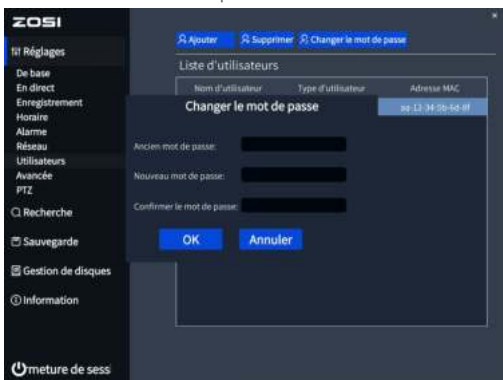 ZOSI
Ajouter
Supprimer
Changer le mot de passe
Réglages
Liste d'utilisateurs
De base
En direct
Enregistrement
Horaire
Alarme
Réseau
Utilisateurs
Avancée
PTZ
Nom d'utilisateur
Type d'utilisateur
Adresse MAC
Changer le mot de passe
Ancien mot de passe:
Nouveau mot de passe:
Confirmer le mot de passe:
OK
Annuler
Recherche
Sauvegarde
Gestion de disques
Information
rmeture de sess